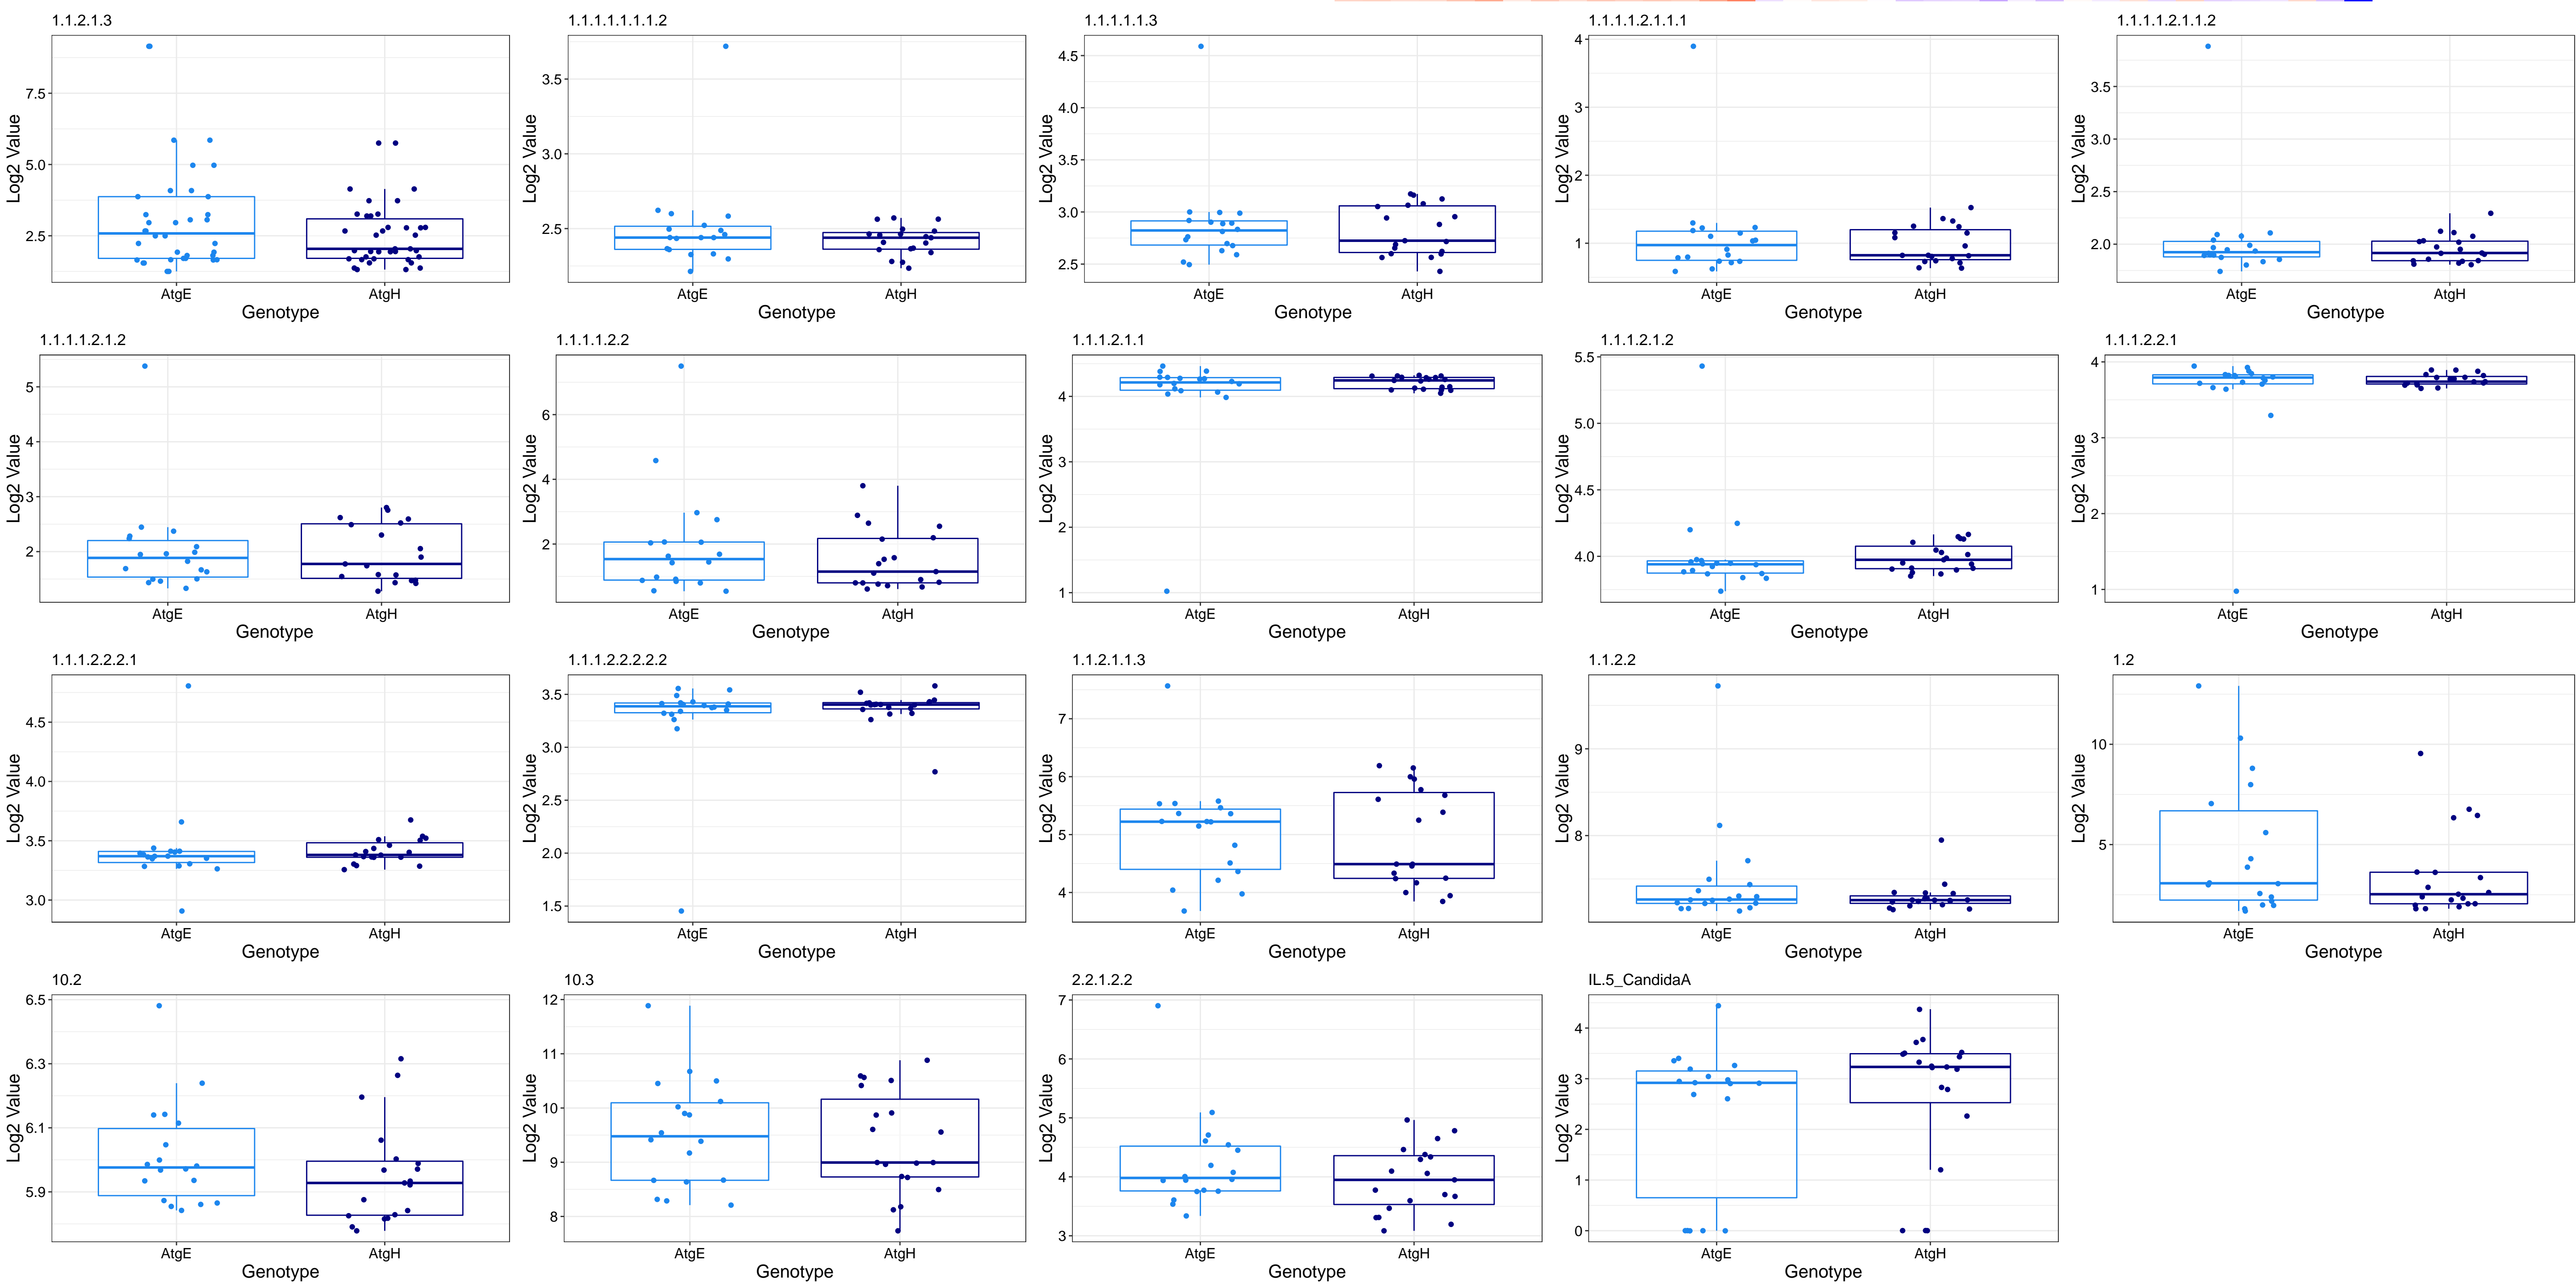 1.1.2.1.3
1.1.1.1.1.1.1.1.2
1.1.1.1.1.1.3
1.1.1.1.1.2.1.1.1.1
1.1.1.1.1.2.1.1.1.2
Log2 Value
7.5
5.0
2.5
AtgE
AtgH
Genotype
Log2 Value
3.5
3.0
2.5
AtgE
AtgH
Genotype
Log2 Value
4.5
4.0
3.5
3.0
2.5
AtgE
AtgH
Genotype
Log2 Value
4
3
2
1
AtgE
AtgH
Genotype
Log2 Value
3.5
3.0
2.5
2.0
AtgE
AtgH
Genotype
1.1.1.1.1.2.1.2
1.1.1.1.1.2.2
1.1.1.1.2.1.1
1.1.1.1.2.1.2
1.1.1.1.2.2.1
Log2 Value
5
4
3
2
AtgE
AtgH
Genotype
Log2 Value
6
4
2
AtgE
AtgH
Genotype
Log2 Value
4
3
2
1
AtgE
AtgH
Genotype
Log2 Value
5.5
5.0
4.5
4.0
AtgE
AtgH
Genotype
Log2 Value
4
3
2
1
AtgE
AtgH
Genotype
1.1.1.2.2.2.1
1.1.1.2.2.2.2.2.2
1.1.2.1.1.3
1.1.2.2
1.2
Log2 Value
4.5
4.0
3.5
3.0
AtgE
AtgH
Genotype
Log2 Value
3.5
3.0
2.5
2.0
1.5
AtgE
AtgH
Genotype
Log2 Value
7
6
5
4
AtgE
AtgH
Genotype
Log2 Value
9
8
AtgE
AtgH
Genotype
Log2 Value
10
5
AtgE
AtgH
Genotype
10.2
10.3
2.2.1.2.2
IL.5_CandidaA
Log2 Value
6.5
6.3
6.1
5.9
AtgE
AtgH
Genotype
Log2 Value
12
11
10
9
8
AtgE
AtgH
Genotype
Log2 Value
7
6
5
4
3
AtgE
AtgH
Genotype
Log2 Value
4
3
2
1
0
AtgE
AtgH
Genotype